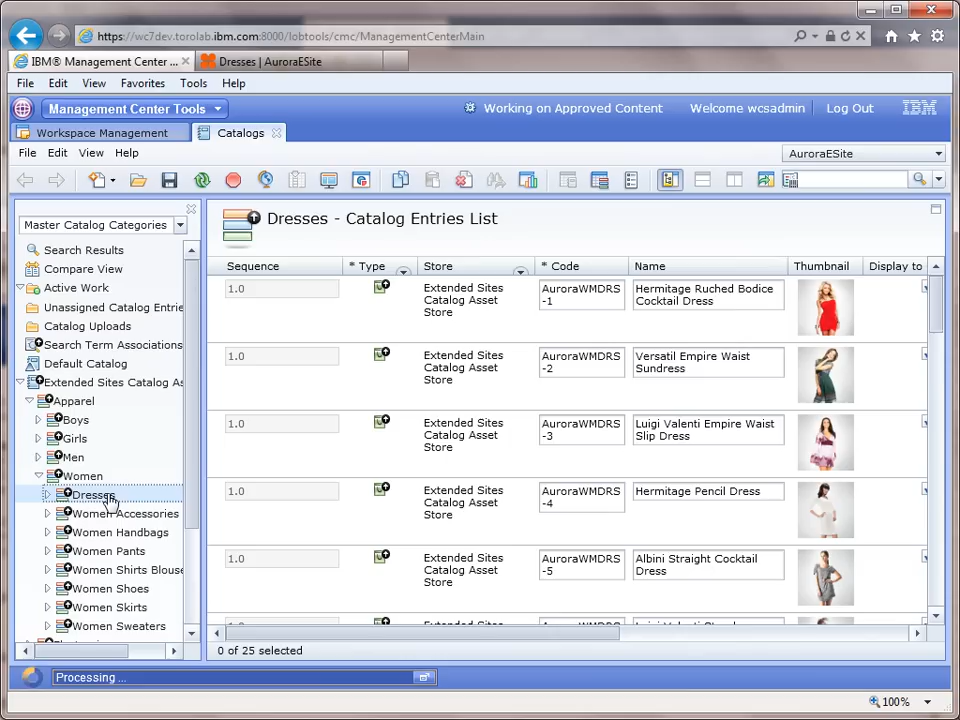 https://wc7dev.torolab.ibm.com:8000/lobtools/cmc/ManagementCenterMain
IBM® Management Center ...
Dresses | AuroraESite
File Edit View Favorites Tools Help
Management Center Tools
Working on Approved Content
Welcome wcsadmin
Log Out
IBM
Workspace Management
Catalogs
File Edit View Help
AuroraESite
Master Catalog Categories
Search Results
Compare View
Active Work
Unassigned Catalog Entrie
Catalog Uploads
Search Term Associations
Default Catalog
Extended Sites Catalog As
Apparel
Boys
Girls
Men
Women
Dresses
Women Accessories
Women Handbags
Women Pants
Women Shirts Blouse
Women Shoes
Women Skirts
Women Sweaters
Dresses - Catalog Entries List
Sequence * Type Store * Code Name Thumbnail Display to
1.0 Extended Sites Catalog Asset Store AuroraWMDRS-1 Hermitage Ruched Bodice Cocktail Dress
1.0 Extended Sites Catalog Asset Store AuroraWMDRS-2 Versatil Empire Waist Sundress
1.0 Extended Sites Catalog Asset Store AuroraWMDRS-3 Luigi Valenti Empire Waist Slip Dress
1.0 Extended Sites Catalog Asset Store AuroraWMDRS-4 Hermitage Pencil Dress
1.0 Extended Sites Catalog Asset Store AuroraWMDRS-5 Albini Straight Cocktail Dress
0 of 25 selected
Processing ...
100%